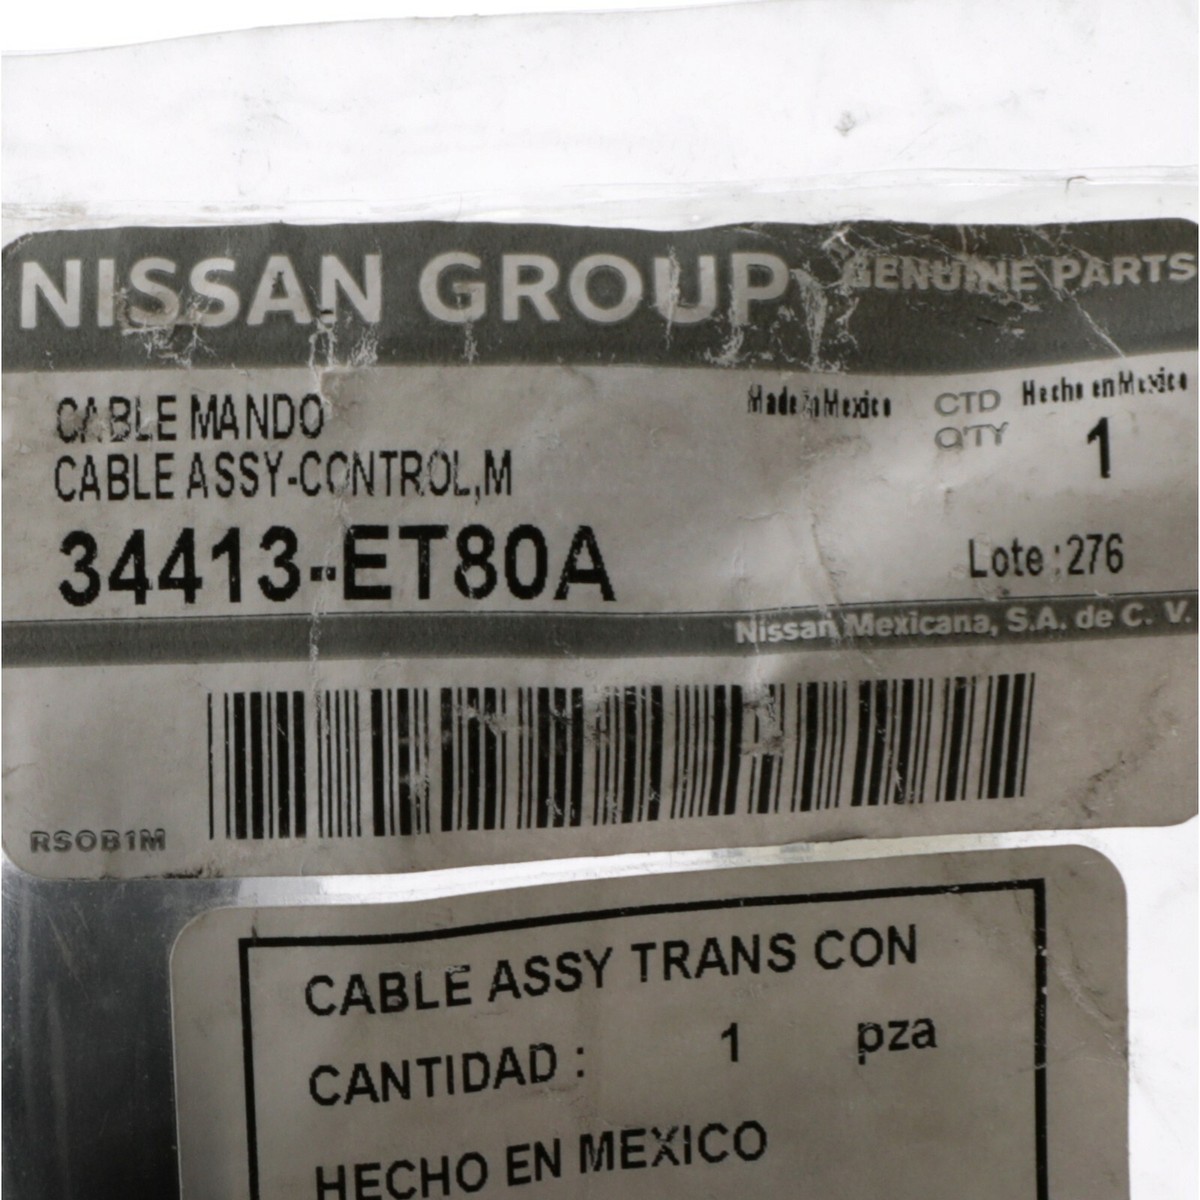 NISSAN GROUP GENUINE PARTS
CABLE MANDO
Made in Mexico
CTD Hecho en Mexico
Q'TY 1
CABLE ASSY-CONTROL,M
34413-ET80A
Lote :276
Nissan Mexicana, S.A. de C. V.
RSOB1M
CABLE ASSY TRANS CON
CANTIDAD : 1 pza
HECHO EN MEXICO